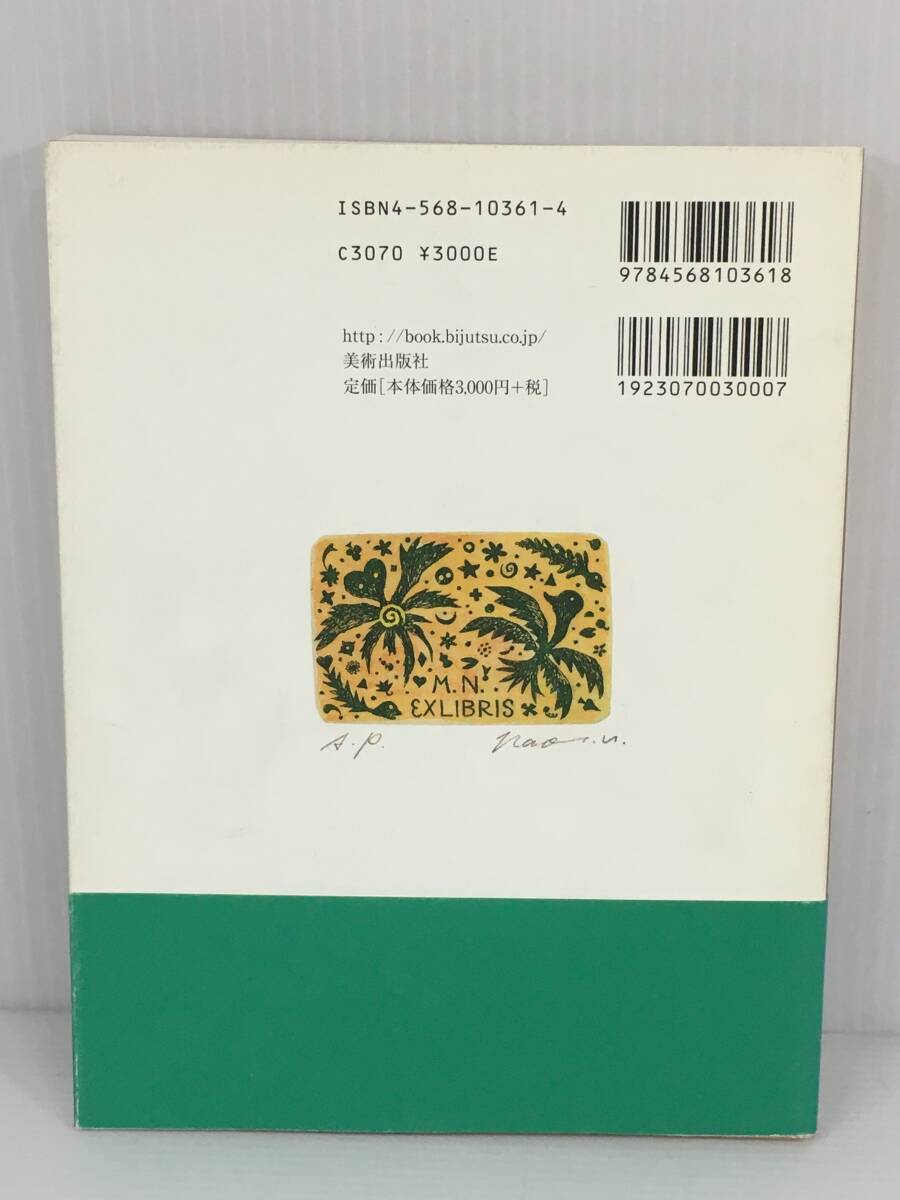 ISBN4-568-10361-4
C3070 ¥3000E
9784568103618
http://book.bijutsu.co.jp/
美術出版社
定価[本体価格3,000円+税]
1923070030007
M.N.
EXLIBRIS
A.P.